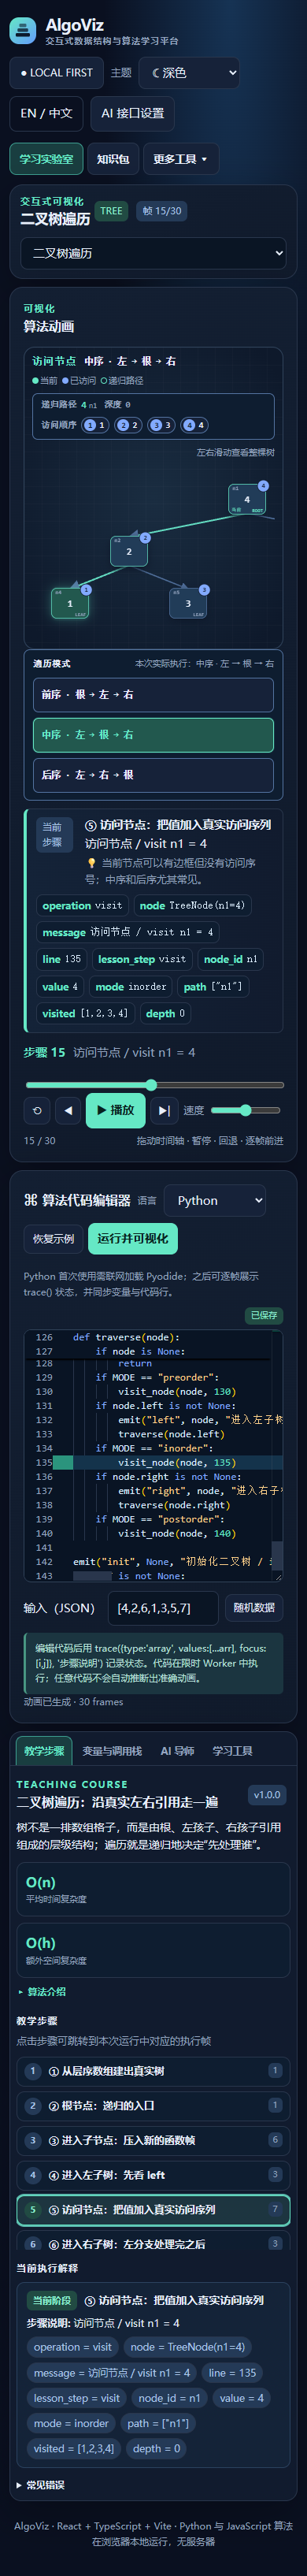 AlgoViz
交互式数据结构与算法学习平台
● LOCAL FIRST 主题 ☾ 深色
EN / 中文 AI 接口设置
学习实验室 知识包 更多工具 ▾
交互式可视化
二叉树遍历 TREE 帧 15/30
二叉树遍历
可视化
算法动画
访问节点 中序 · 左 → 根 → 右
当前 已访问 递归路径
递归路径 4 n1 深度 0
访问顺序 1 1 2 2 3 3 4 4
左右滑动查看整棵树
n1 4 4 ROOT
n2 2 2
n4 1 1 LEAF
n5 3 3 LEAF
遍历模式 本次实际执行：中序 · 左 → 根 → 右
前序 · 根 → 左 → 右
中序 · 左 → 根 → 右
后序 · 左 → 右 → 根
当前步骤
⑤ 访问节点：把值加入真实访问序列
访问节点 / visit n1 = 4
💡 当前节点可以有边框但没有访问序号；中序和后序尤其常见。
operation visit node TreeNode(n1=4)
message 访问节点 / visit n1 = 4
line 135 lesson_step visit node_id n1
value 4 mode inorder path ["n1"]
visited [1,2,3,4] depth 0
步骤 15 访问节点 / visit n1 = 4
⟲ ◀ ▶ 播放 ▶| 速度
15 / 30 拖动时间轴 · 暂停 · 回退 · 逐帧前进
⌘ 算法代码编辑器 语言 Python
恢复示例 运行并可视化
Python 首次使用需联网加载 Pyodide；之后可逐帧展示
trace() 状态，并同步变量与代码行。
已保存
126 def traverse(node):
127 if node is None:
128 return
129 if MODE == "preorder":
130 visit_node(node, 130)
131 if node.left is not None:
132 emit("left", node, "进入左子树
133 traverse(node.left)
134 if MODE == "inorder":
135 visit_node(node, 135)
136 if node.right is not None:
137 emit("right", node, "进入右子
138 traverse(node.right)
139 if MODE == "postorder":
140 visit_node(node, 140)
141
142 emit("init", None, "初始化二叉树 /
143 is not None:
输入（JSON） [4,2,6,1,3,5,7] 随机数据
编辑代码后用 trace({type:'array', values:[...arr], focus:
[i,j]}, '步骤说明') 记录状态。代码在限时 Worker 中执
行；任意代码不会自动推断出准确动画。
动画已生成 · 30 frames
教学步骤 变量与调用栈 AI 导师 学习工具
TEACHING COURSE
二叉树遍历：沿真实左右引用走一遍 v1.0.0
树不是一排数组格子，而是由根、左孩子、右孩子引用
组成的层级结构；遍历就是递归地决定“先处理谁”。
O(n)
平均时间复杂度
O(h)
额外空间复杂度
▸ 算法介绍
教学步骤
点击步骤可跳转到本次运行中对应的执行帧
1 ① 从层序数组建出真实树 1
2 ② 根节点：递归的入口 1
3 ③ 进入子节点：压入新的函数帧 6
4 ④ 进入左子树：先看 left 3
5 ⑤ 访问节点：把值加入真实访问序列 7
6 ⑥ 进入右子树：左分支处理完之后 3
当前执行解释
当前阶段 ⑤ 访问节点：把值加入真实访问序列
步骤说明: 访问节点 / visit n1 = 4
operation = visit node = TreeNode(n1=4)
message = 访问节点 / visit n1 = 4 line = 135
lesson_step = visit node_id = n1 value = 4
mode = inorder path = ["n1"]
visited = [1,2,3,4] depth = 0
▸ 常见错误
AlgoViz · React + TypeScript + Vite · Python 与 JavaScript 算法
在浏览器本地运行，无服务器